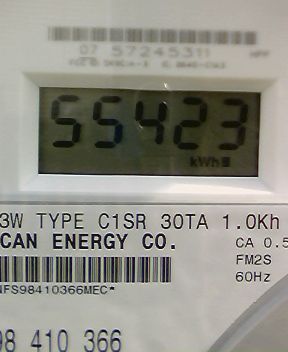 07 57245311
55423
kWh
3W TYPE C1SR 30TA 1.0Kh
CAN ENERGY CO.
CA 0.5
FM2S
60Hz
NFS98410366MEC*
98 410 366